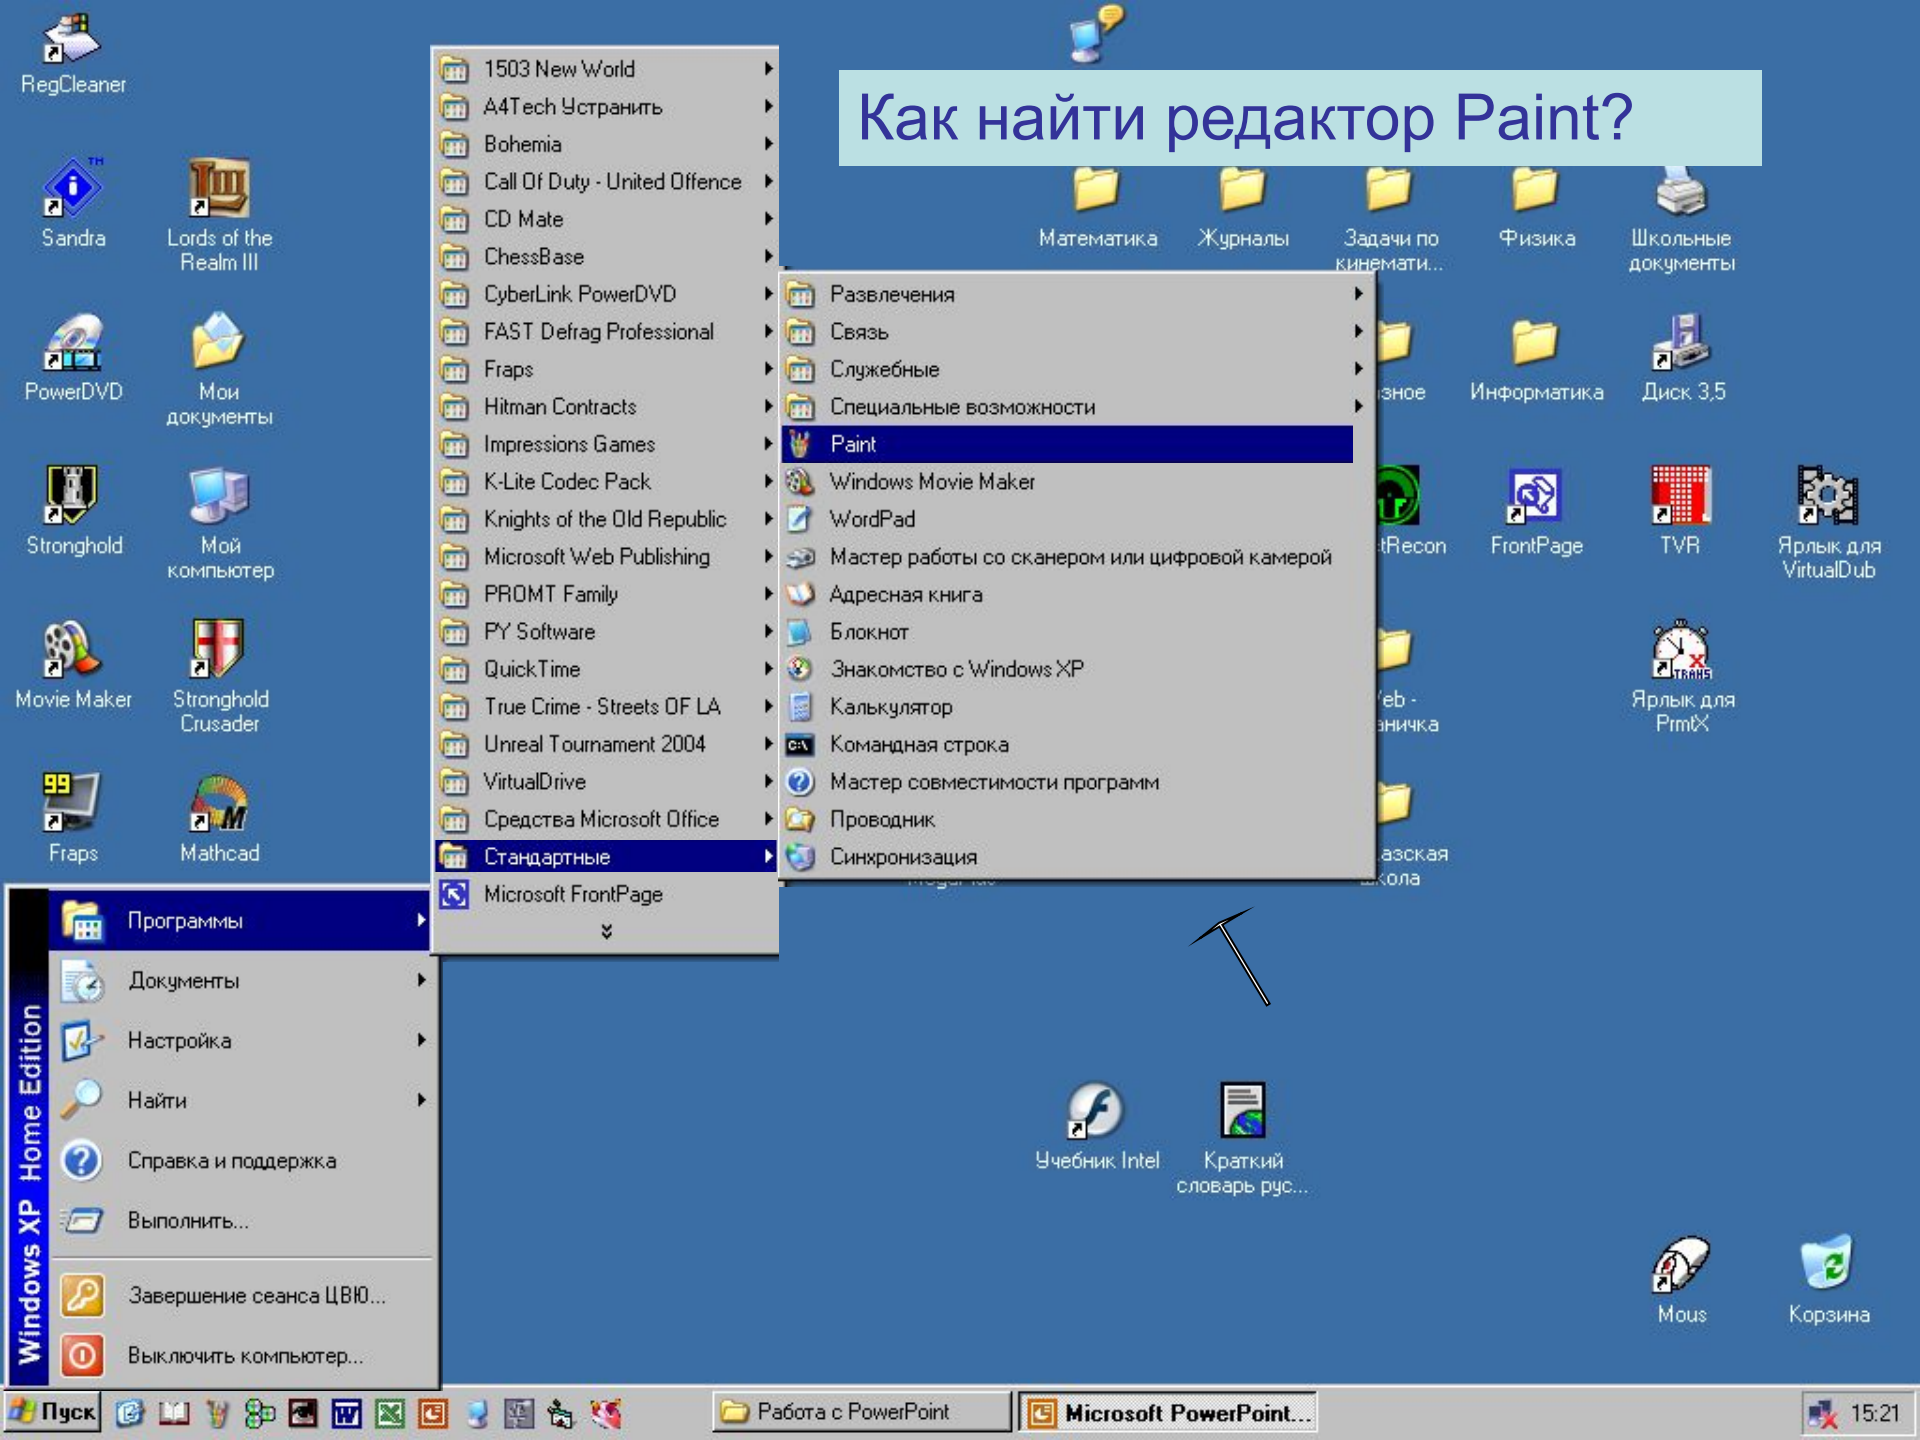 RegCleaner
Как найти редактор Paint?
Sandra
Lords of the
Realm III
Математика
Журналы
Задачи по
кинемати...
Физика
Школьные
документы
PowerDVD
Мои
документы
Информатика
Диск 3,5
Stronghold
Мой
компьютер
FrontPage
TVR
Ярлык для
VirtualDub
Movie Maker
Stronghold
Crusader
Ярлык для
PrmtX
99
Fraps
Mathcad
1503 New World
A4Tech Устранить
Bohemia
Call Of Duty - United Offence
CD Mate
ChessBase
CyberLink PowerDVD
FAST Defrag Professional
Fraps
Hitman Contracts
Impressions Games
K-Lite Codec Pack
Knights of the Old Republic
Microsoft Web Publishing
PROMT Family
PY Software
QuickTime
True Crime - Streets OF LA
Unreal Tournament 2004
VirtualDrive
Средства Microsoft Office
Стандартные
Microsoft FrontPage
Развлечения
Связь
Служебные
Специальные возможности
Paint
Windows Movie Maker
WordPad
Мастер работы со сканером или цифровой камерой
Адресная книга
Блокнот
Знакомство с Windows XP
Калькулятор
Командная строка
Мастер совместимости программ
Проводник
Синхронизация
Программы
Документы
Настройка
Найти
Справка и поддержка
Выполнить...
Завершение сеанса ЦВЮ...
Выключить компьютер...
Windows XP Home Edition
Учебник Intel
Краткий
словарь рус...
Mous
Корзина
Пуск
Работа с PowerPoint
Microsoft PowerPoint...
15:21